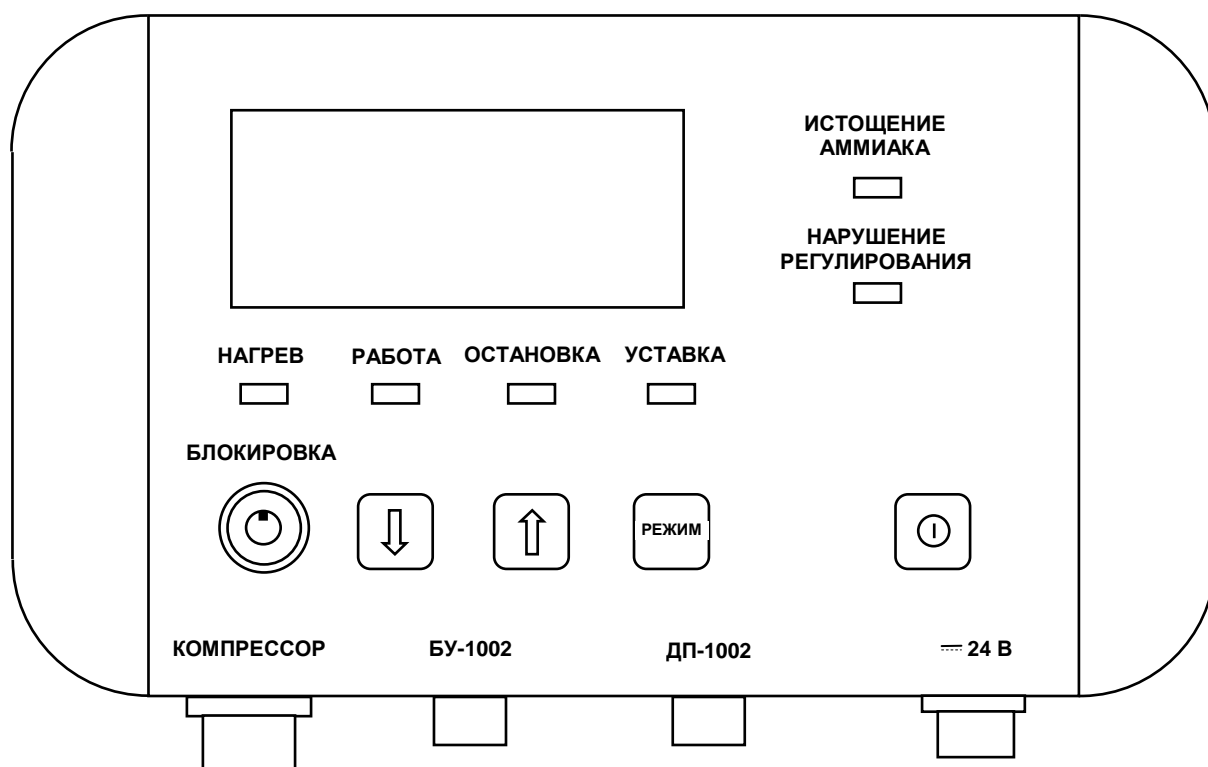 ИСТОЩЕНИЕ
АММИАКА
НАРУШЕНИЕ
РЕГУЛИРОВАНИЯ
НАГРЕВ РАБОТА ОСТАНОВКА УСТАВКА
БЛОКИРОВКА
РЕЖИМ
КОМПРЕССОР БУ-1002 ДП-1002 24 В